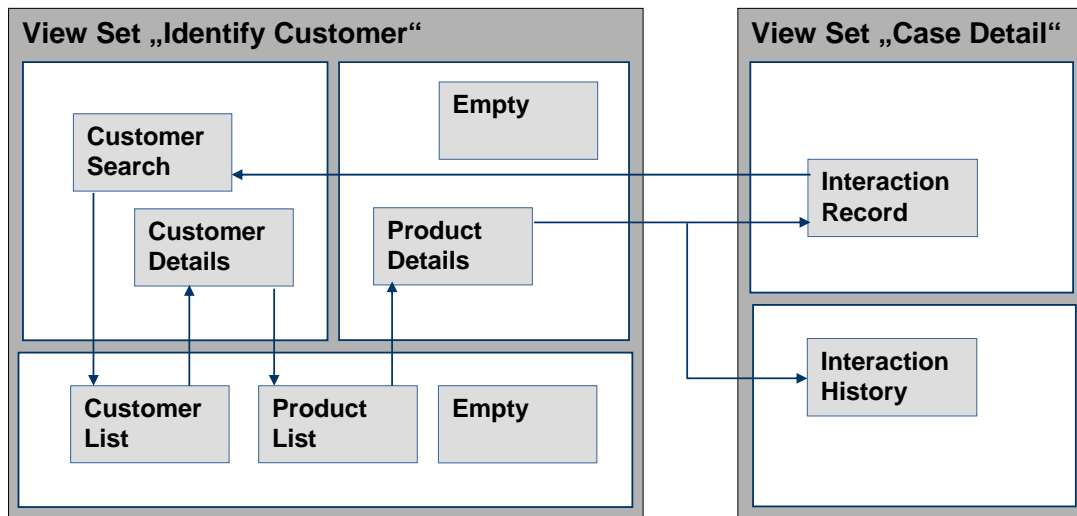 View Set „Identify Customer“
View Set „Case Detail“
Empty
Customer
Search
Interaction
Record
Customer
Details
Product
Details
Interaction
History
Customer
List
Product
List
Empty